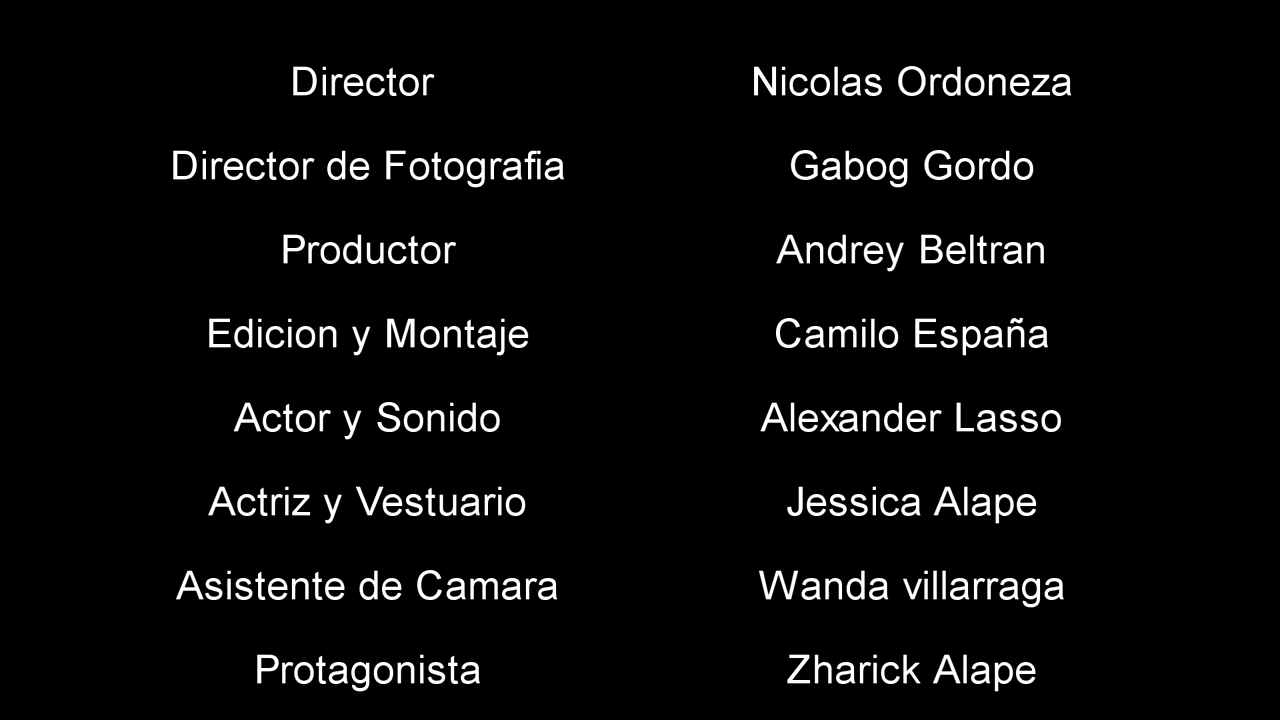 Director Nicolas Ordoneza
Director de Fotografia Gabog Gordo
Productor Andrey Beltran
Edicion y Montaje Camilo España
Actor y Sonido Alexander Lasso
Actriz y Vestuario Jessica Alape
Asistente de Camara Wanda villarraga
Protagonista Zharick Alape